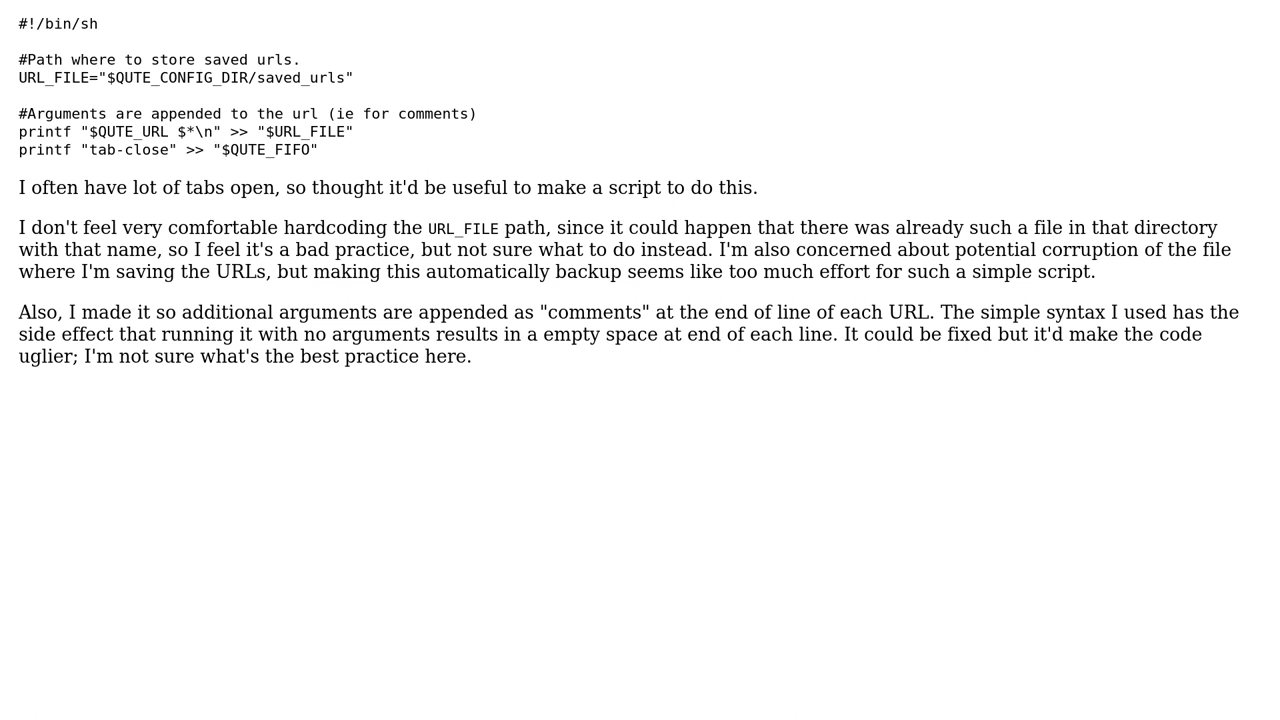 #!/bin/sh
#Path where to store saved urls.
URL_FILE="$QUTE_CONFIG_DIR/saved_urls"
#Arguments are appended to the url (ie for comments)
printf "$QUTE_URL $*\n" >> "$URL_FILE"
printf "tab-close" >> "$QUTE_FIFO"
I often have lot of tabs open, so thought it'd be useful to make a script to do this.
I don't feel very comfortable hardcoding the URL_FILE path, since it could happen that there was already such a file in that directory
with that name, so I feel it's a bad practice, but not sure what to do instead. I'm also concerned about potential corruption of the file
where I'm saving the URLs, but making this automatically backup seems like too much effort for such a simple script.
Also, I made it so additional arguments are appended as "comments" at the end of line of each URL. The simple syntax I used has the
side effect that running it with no arguments results in a empty space at end of each line. It could be fixed but it'd make the code
uglier; I'm not sure what's the best practice here.